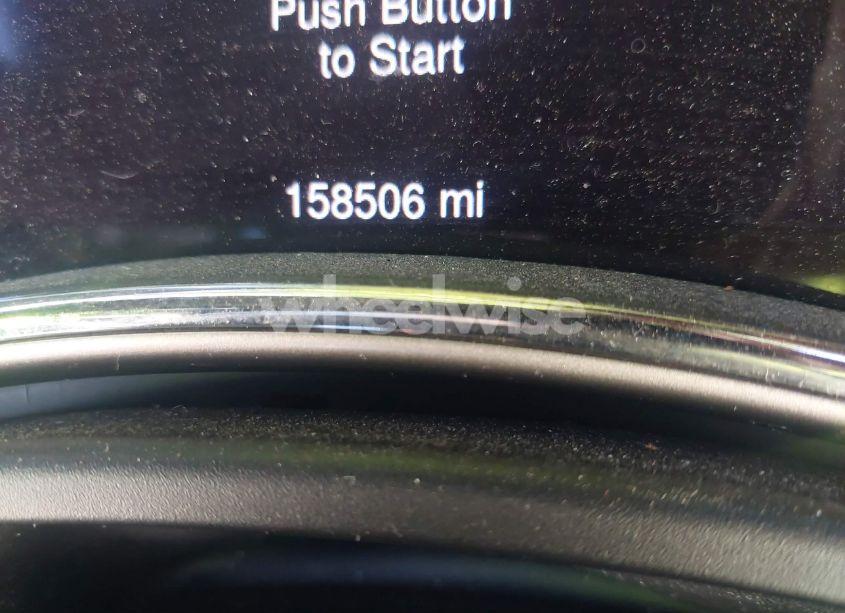 Push Button
to Start
158506 mi
wheelwise